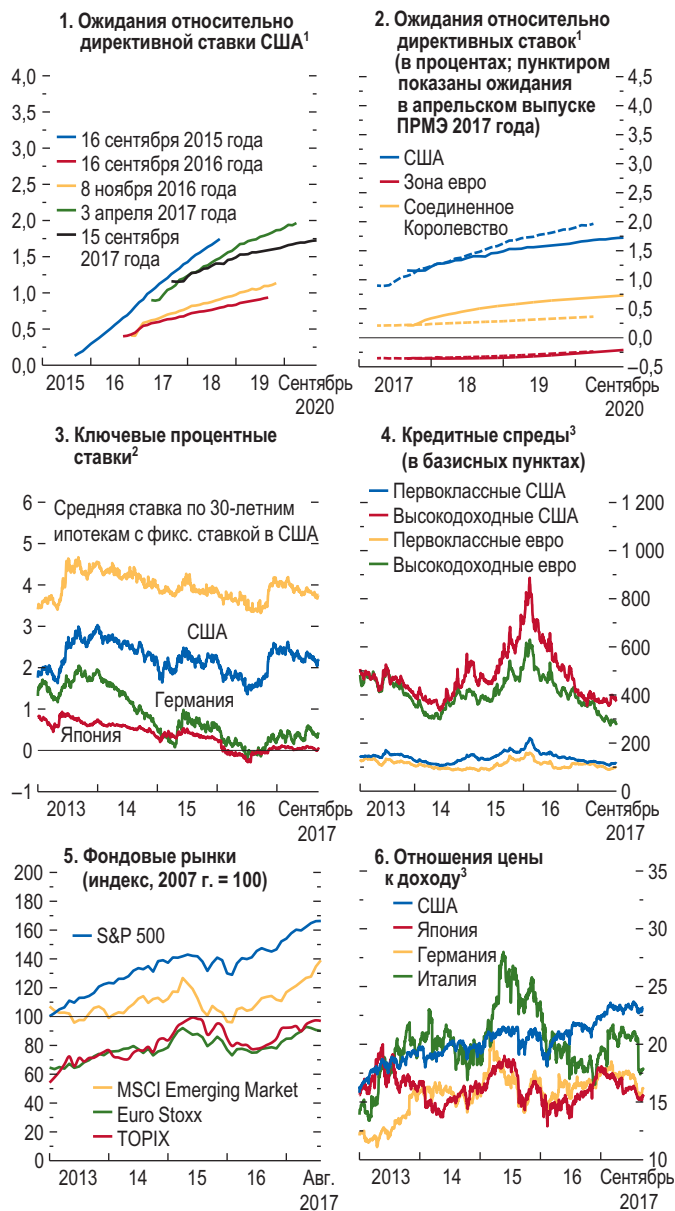 1. Ожидания относительно
директивной ставки США¹
4,0
3,5
3,0
2,5
2,0
1,5
1,0
0,5
0,0
16 сентября 2015 года
16 сентября 2016 года
8 ноября 2016 года
3 апреля 2017 года
15 сентября
2017 года
2015 16 17 18 19 Сентябрь
2020
2. Ожидания относительно
директивных ставок¹
(в процентах; пунктиром
показаны ожидания
в апрельском выпуске
ПРМЭ 2017 года)
4,5
4,0
3,5
3,0
2,5
2,0
1,5
1,0
0,5
0,0
–0,5
США
Зона евро
Соединенное
Королевство
2017 18 19 Сентябрь
2020
3. Ключевые процентные
ставки²
6
5
4
3
2
1
0
–1
Средняя ставка по 30-летним
ипотекам с фикс. ставкой в США
США
Германия
Япония
2013 14 15 16 Сентябрь
2017
4. Кредитные спреды³
(в базисных пунктах)
Первоклассные США
Высокодоходные США
Первоклассные евро
Высокодоходные евро
1 200
1 000
800
600
400
200
0
2013 14 15 16 Сентябрь
2017
5. Фондовые рынки
(индекс, 2007 г. = 100)
200
180
160
140
120
100
80
60
40
20
0
S&P 500
MSCI Emerging Market
Euro Stoxx
TOPIX
2013 14 15 16 Авг.
2017
6. Отношения цены
к доходу³
США
Япония
Германия
Италия
35
30
25
20
15
10
2013 14 15 16 Сентябрь
2017